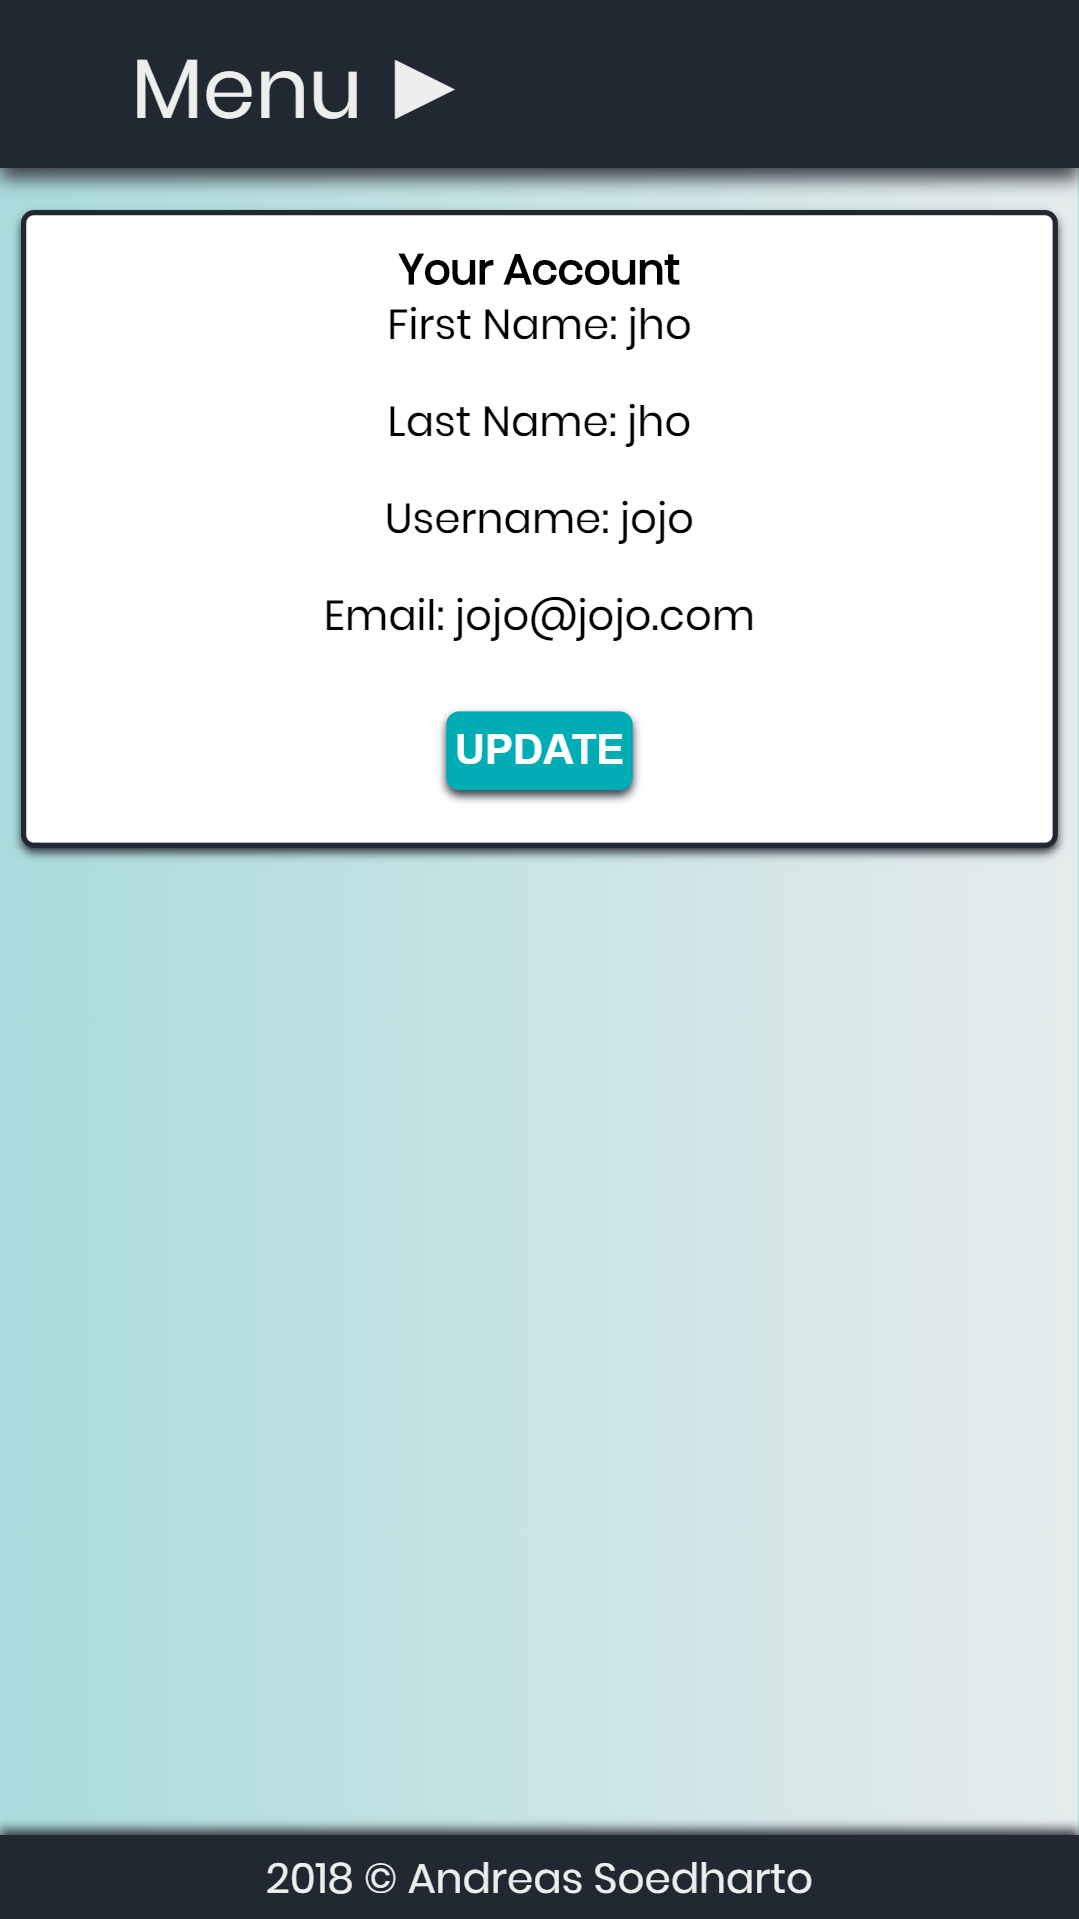 Menu ►
Your Account
First Name: jho
Last Name: jho
Username: jojo
Email: jojo@jojo.com
UPDATE
2018 © Andreas Soedharto